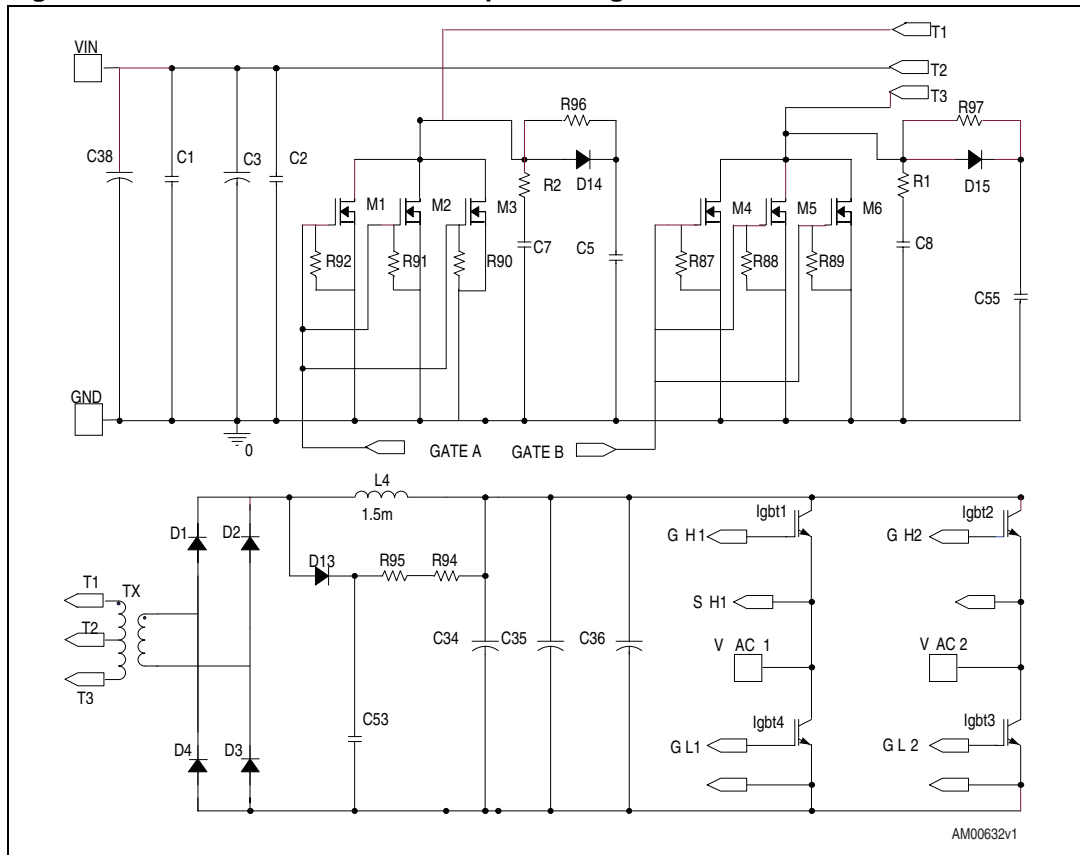 VIN
T1
T2
T3
R96
R97
C38
C1
C3
C2
R2
D14
R1
D15
M1
M2
M3
M4
M5
M6
C7
C5
C8
R92
R91
R90
R87
R88
R89
C55
GND
0
GATE A
GATE B
L4
1.5m
Igbt1
Igbt2
D1
D2
G H1
G H2
D13
R95
R94
T1
TX
S H1
T2
C34
C35
C36
V AC 1
V AC 2
T3
C53
Igbt4
Igbt3
D4
D3
G L1
G L 2
AM00632v1